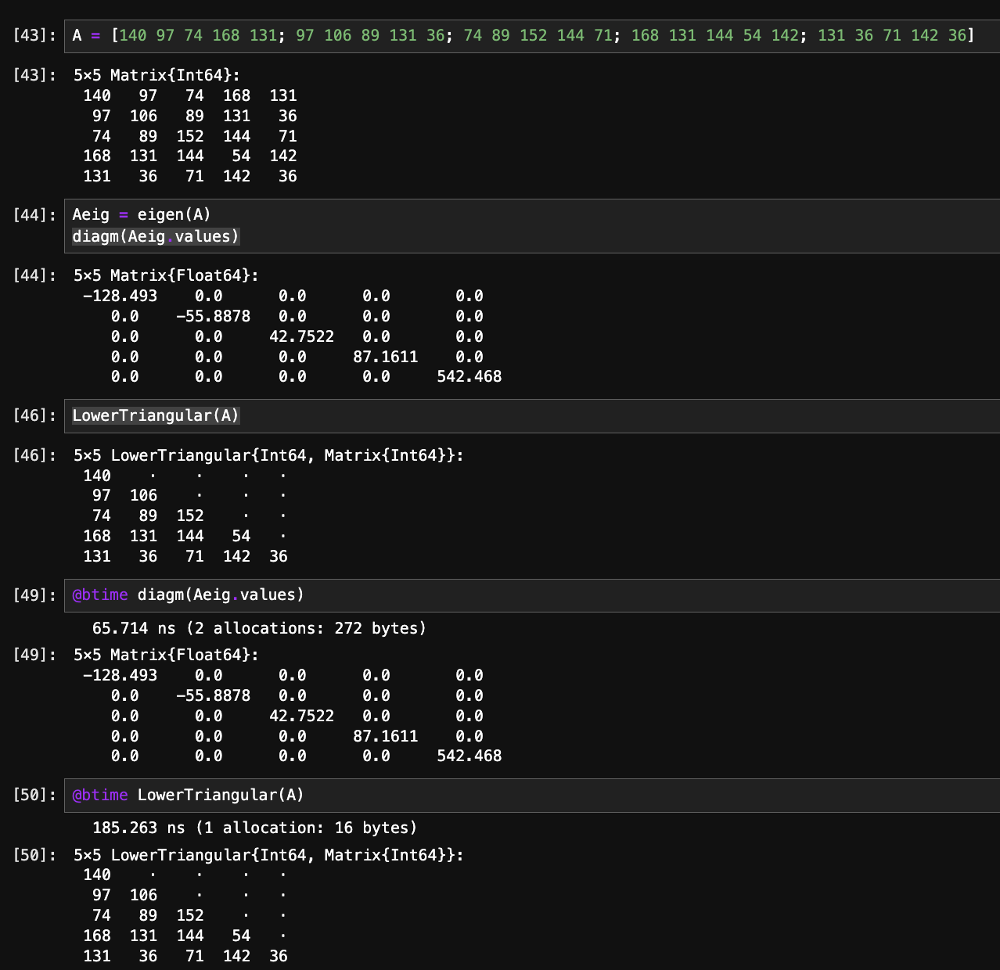 [43]: A = [140 97 74 168 131; 97 106 89 131 36; 74 89 152 144 71; 168 131 144 54 142; 131 36 71 142 36]
[43]: 5×5 Matrix{Int64}:
140 97 74 168 131
97 106 89 131 36
74 89 152 144 71
168 131 144 54 142
131 36 71 142 36
[44]: Aeig = eigen(A)
diagm(Aeig.values)
[44]: 5×5 Matrix{Float64}:
-128.493 0.0 0.0 0.0 0.0
0.0 -55.8878 0.0 0.0 0.0
0.0 0.0 42.7522 0.0 0.0
0.0 0.0 0.0 87.1611 0.0
0.0 0.0 0.0 0.0 542.468
[46]: LowerTriangular(A)
[46]: 5×5 LowerTriangular{Int64, Matrix{Int64}}:
140 · · · ·
97 106 · · ·
74 89 152 · ·
168 131 144 54 ·
131 36 71 142 36
[49]: @btime diagm(Aeig.values)
65.714 ns (2 allocations: 272 bytes)
[49]: 5×5 Matrix{Float64}:
-128.493 0.0 0.0 0.0 0.0
0.0 -55.8878 0.0 0.0 0.0
0.0 0.0 42.7522 0.0 0.0
0.0 0.0 0.0 87.1611 0.0
0.0 0.0 0.0 0.0 542.468
[50]: @btime LowerTriangular(A)
185.263 ns (1 allocation: 16 bytes)
[50]: 5×5 LowerTriangular{Int64, Matrix{Int64}}:
140 · · · ·
97 106 · · ·
74 89 152 · ·
168 131 144 54 ·
131 36 71 142 36